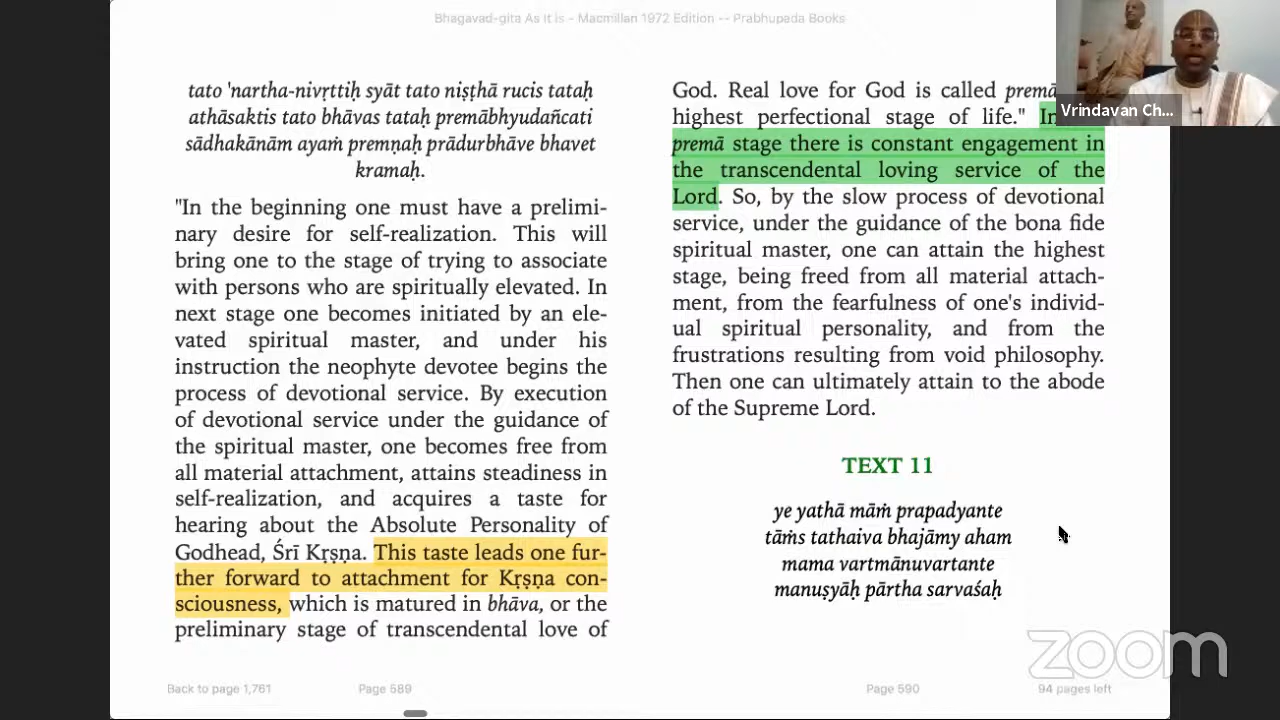 Bhagavad-gita As It is - Macmillan 1972 Edition -- Prabhupada Books
tato 'nartha-nivṛttiḥ syāt tato niṣṭhā rucis tataḥ
athāsaktis tato bhāvas tataḥ premābhyudañcati
sādhakānām ayaṁ premṇaḥ prādurbhāve bhavet
kramaḥ.
"In the beginning one must have a prelimi-
nary desire for self-realization. This will
bring one to the stage of trying to associate
with persons who are spiritually elevated. In
next stage one becomes initiated by an ele-
vated spiritual master, and under his
instruction the neophyte devotee begins the
process of devotional service. By execution
of devotional service under the guidance of
the spiritual master, one becomes free from
all material attachment, attains steadiness in
self-realization, and acquires a taste for
hearing about the Absolute Personality of
Godhead, Śrī Kṛṣṇa. This taste leads one fur-
ther forward to attachment for Kṛṣṇa con-
sciousness, which is matured in bhāva, or the
preliminary stage of transcendental love of
God. Real love for God is called premā
highest perfectional stage of life." In
premā stage there is constant engagement in
the transcendental loving service of the
Lord. So, by the slow process of devotional
service, under the guidance of the bona fide
spiritual master, one can attain the highest
stage, being freed from all material attach-
ment, from the fearfulness of one's individ-
ual spiritual personality, and from the
frustrations resulting from void philosophy.
Then one can ultimately attain to the abode
of the Supreme Lord.
TEXT 11
ye yathā māṁ prapadyante
tāṁs tathaiva bhajāmy aham
mama vartmānuvartante
manuṣyāḥ pārtha sarvaśaḥ
Back to page 1,761
Page 589
Page 590
94 pages left
Vrindavan Ch...
zoom